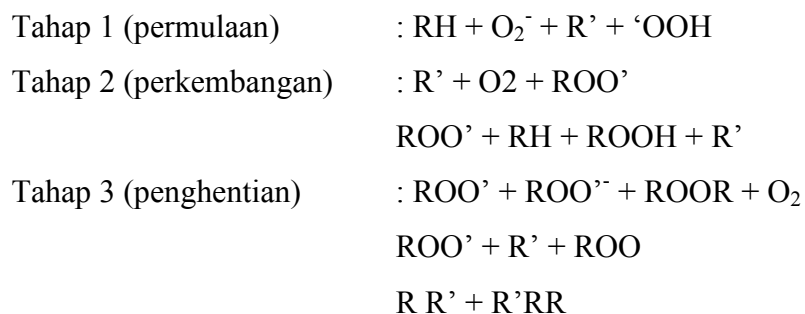 Tahap 1 (permulaan) : RH + O₂⁻ + R’ + ‘OOH
Tahap 2 (perkembangan) : R’ + O2 + ROO’
ROO’ + RH + ROOH + R’
Tahap 3 (penghentian) : ROO’ + ROO’⁻ + ROOR + O₂
ROO’ + R’ + ROO
R R’ + R’RR